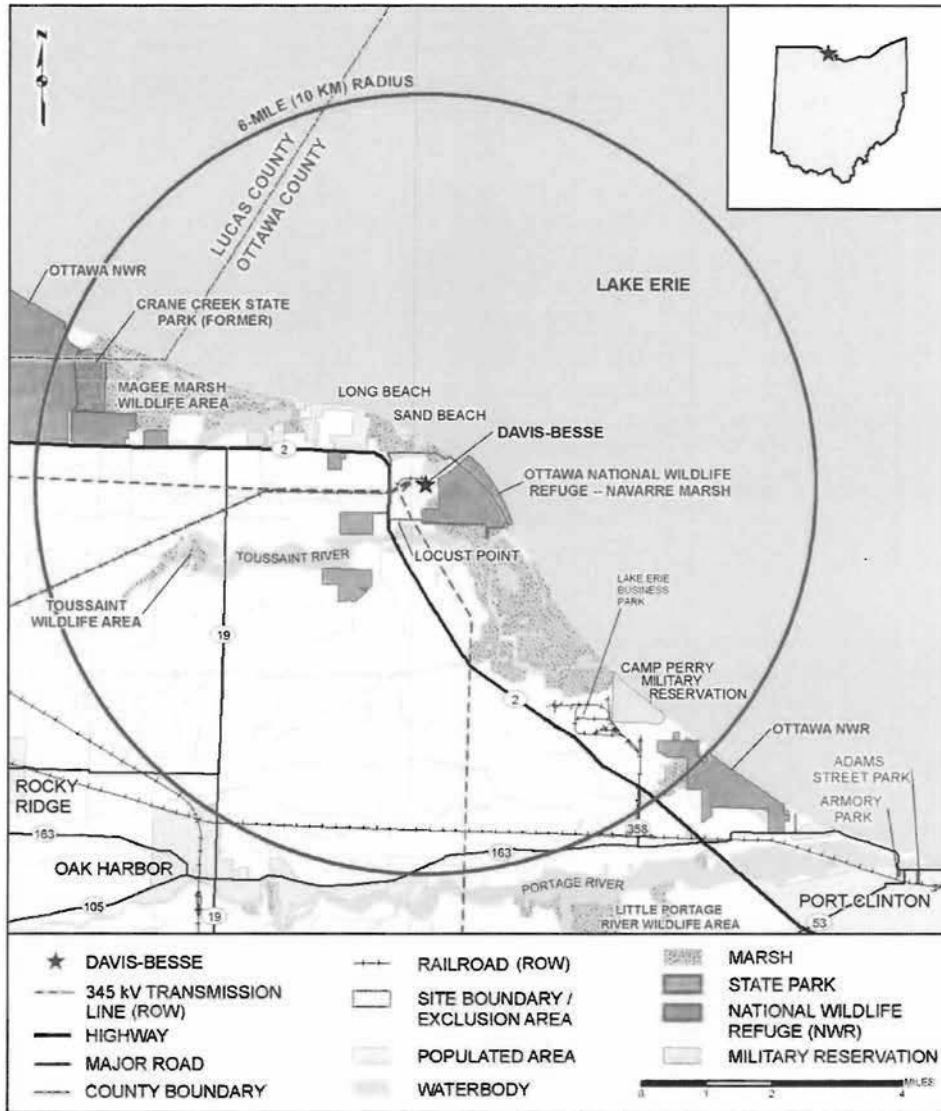 N
6-MILE (10 KM) RADIUS
LUCAS COUNTY
OTTAWA COUNTY
OTTAWA NWR
LAKE ERIE
CRANE CREEK STATE
PARK (FORMER)
MAGEE MARSH
WILDLIFE AREA
LONG BEACH
SAND BEACH
DAVIS-BESSE
2
OTTAWA NATIONAL WILDLIFE
REFUGE -- NAVARRE MARSH
TOUSSAINT RIVER
LOCUST POINT
LAKE ERIE
BUSINESS
PARK
TOUSSAINT
WILDLIFE AREA
19
CAMP PERRY
MILITARY
RESERVATION
2
OTTAWA NWR
ADAMS
STREET PARK
ROCKY
RIDGE
ARMORY
PARK
163
358
163
OAK HARBOR
PORTAGE RIVER
PORT CLINTON
105
19
LITTLE PORTAGE
RIVER WILDLIFE AREA
53
DAVIS-BESSE
345 kV TRANSMISSION
LINE (ROW)
HIGHWAY
MAJOR ROAD
COUNTY BOUNDARY
RAILROAD (ROW)
SITE BOUNDARY /
EXCLUSION AREA
POPULATED AREA
WATERBODY
MARSH
STATE PARK
NATIONAL WILDLIFE
REFUGE (NWR)
MILITARY RESERVATION
MILES
0 1 2 4